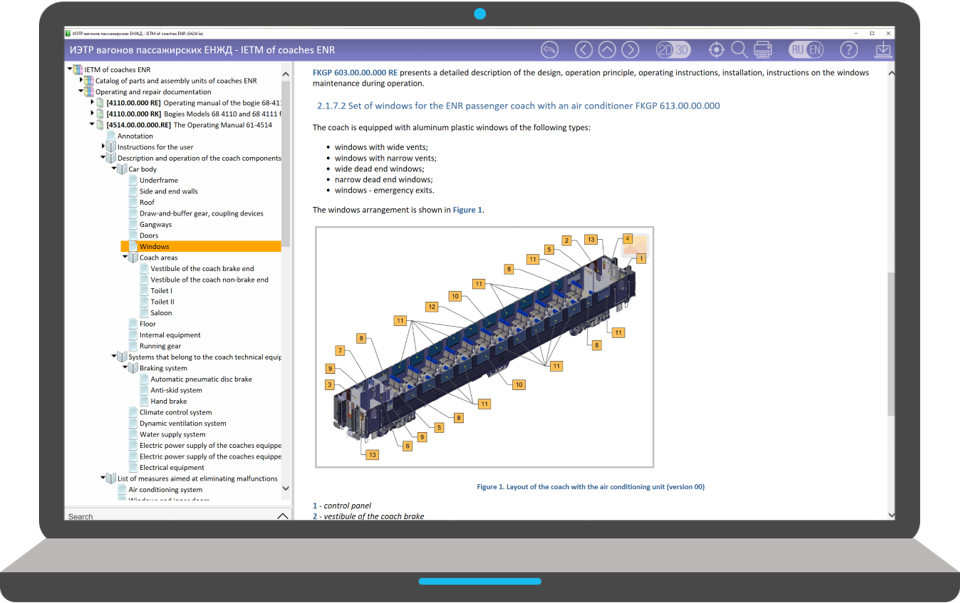 ИЭТР вагонов пассажирских ЕНЖД - IETM of coaches ENR
ИЭТР вагонов пассажирских ЕНЖД - IETM of coaches ENR
2D 3D
RU EN
?
IETM of coaches ENR
Catalog of parts and assembly units of coaches ENR
Operating and repair documentation
[4110.00.00.000 RE] Operating manual of the bogie 68-41
[4110.00.00.000 RK] Bogies Models 68 4110 and 68 4111
[4514.00.00.000.RE] The Operating Manual 61-4514
Annotation
Instructions for the user
Description and operation of the coach components
Car body
Underframe
Side and end walls
Roof
Draw-and-buffer gear, coupling devices
Gangways
Doors
Windows
Coach areas
Vestibule of the coach brake end
Vestibule of the coach non-brake end
Toilet I
Toilet II
Saloon
Floor
Internal equipment
Running gear
Systems that belong to the coach technical equip
Braking system
Automatic pneumatic disc brake
Anti-skid system
Hand brake
Climate control system
Dynamic ventilation system
Water supply system
Electric power supply of the coaches equippe
Electric power supply of the coaches equippe
Electrical equipment
List of measures aimed at eliminating malfunctions
Air conditioning system
Search
FKGP 603.00.00.000 RE presents a detailed description of the design, operation principle, operating instructions, installation, instructions on the windows
maintenance during operation.
2.1.7.2 Set of windows for the ENR passenger coach with an air conditioner FKGP 613.00.00.000
The coach is equipped with aluminum plastic windows of the following types:
• windows with wide vents;
• windows with narrow vents;
• wide dead end windows;
• narrow dead end windows;
• windows - emergency exits.
The windows arrangement is shown in Figure 1.
4
13
2
5
1
11
8
11
10
12
11
8
7
9
3
11
8
11
10
11
8
5
9
6
13
Figure 1. Layout of the coach with the air conditioning unit (version 00)
1 - control panel
2 - vestibule of the coach brake